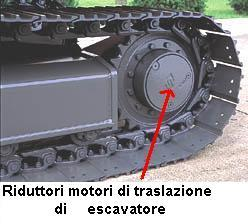 Riduttori motori di traslazione
di escavatore